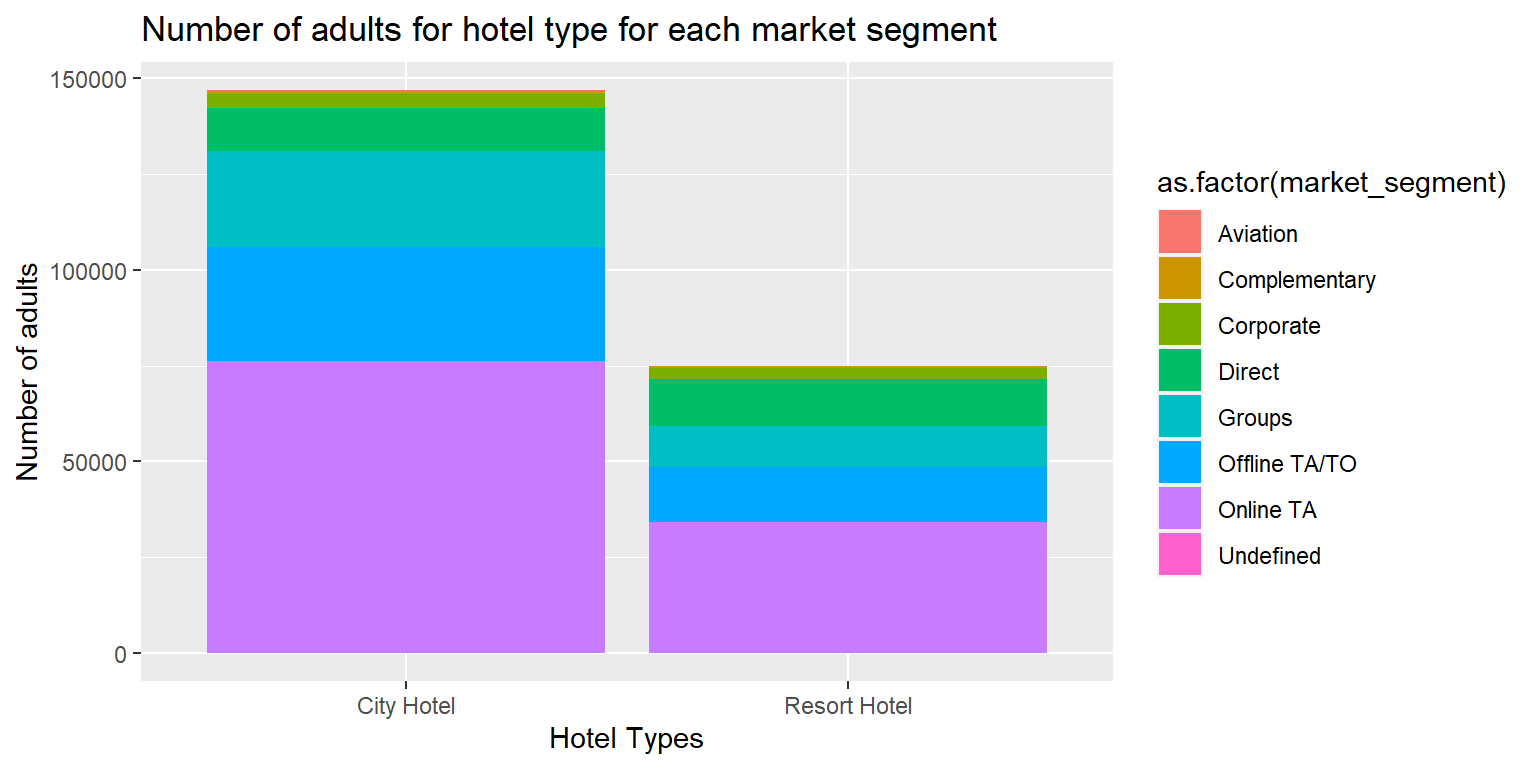 Number of adults for hotel type for each market segment
Number of adults
150000
100000
50000
0
City Hotel
Resort Hotel
Hotel Types
as.factor(market_segment)
Aviation
Complementary
Corporate
Direct
Groups
Offline TA/TO
Online TA
Undefined